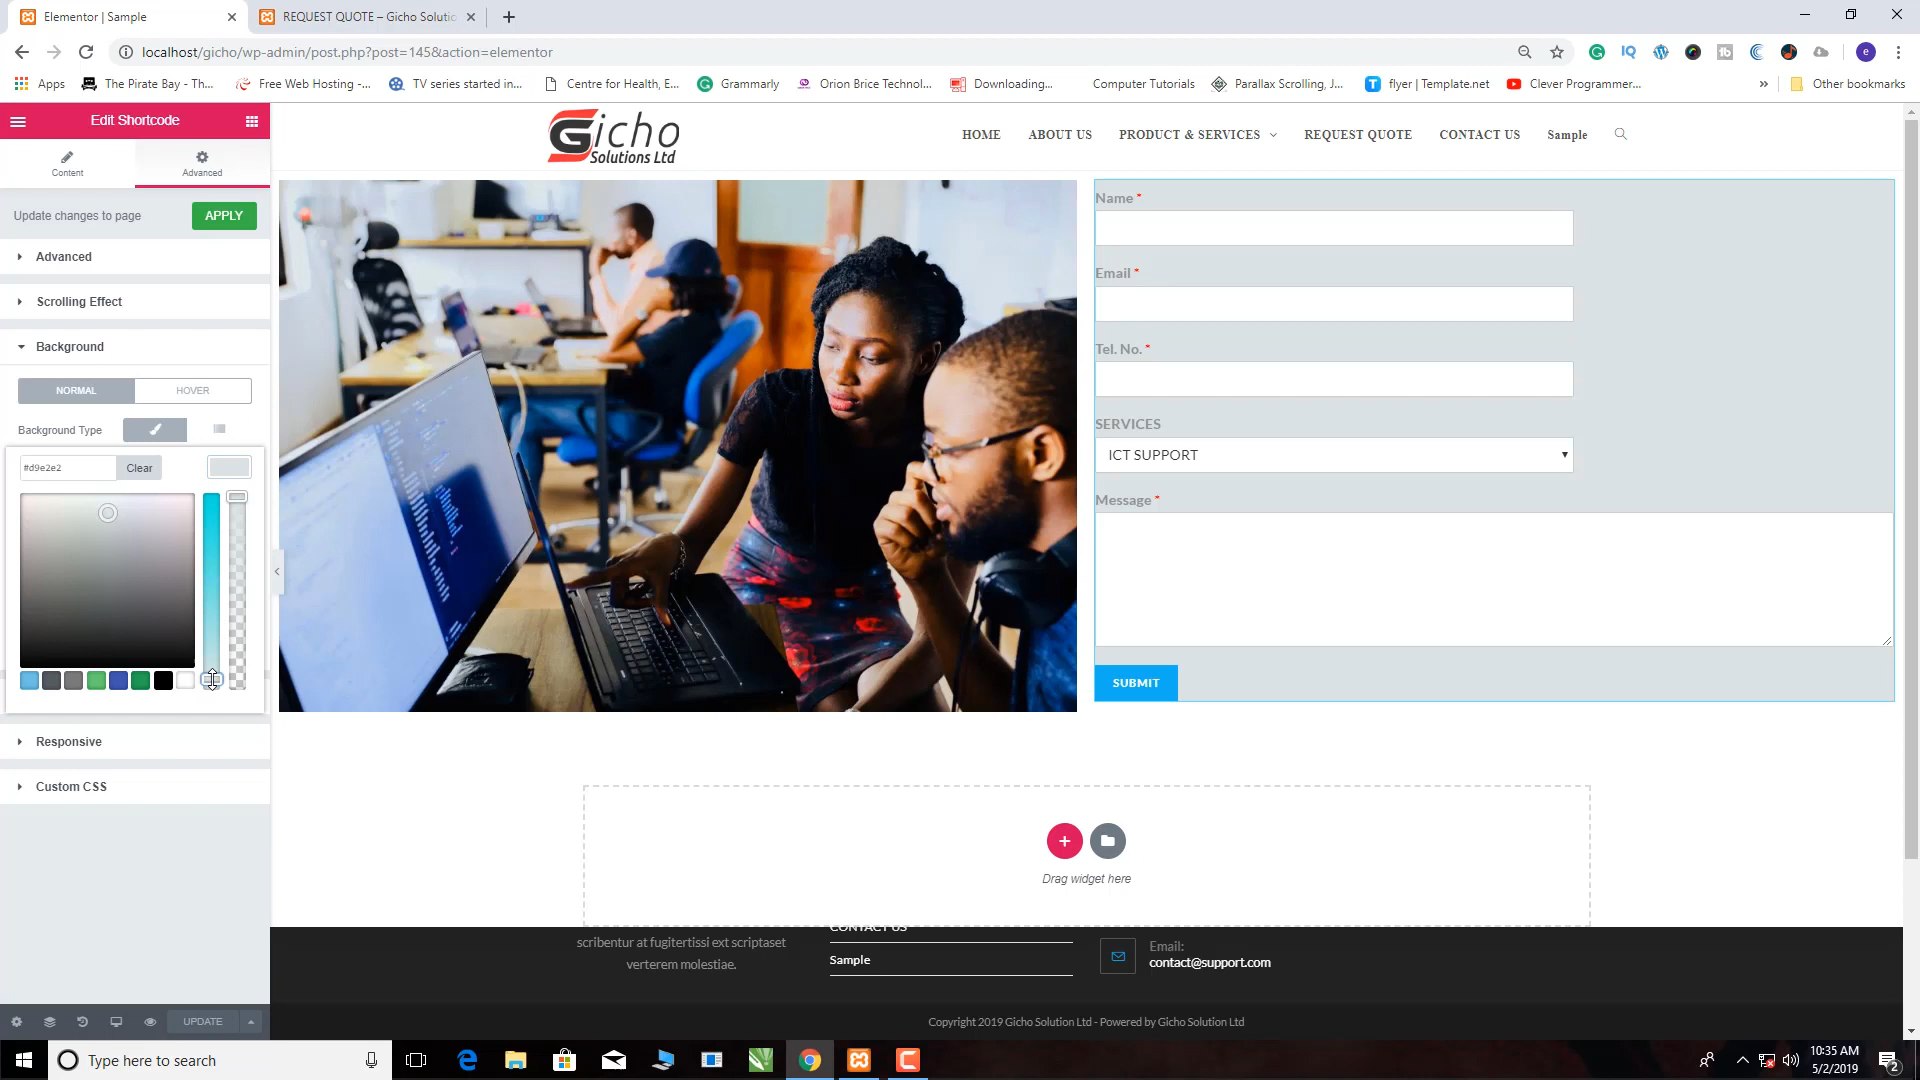 Elementor | Sample
REQUEST QUOTE – Gicho Solutio
localhost/gicho/wp-admin/post.php?post=145&action=elementor
Apps
The Pirate Bay - Th...
Free Web Hosting -...
TV series started in...
Centre for Health, E...
Grammarly
Orion Brice Technol...
Downloading...
Computer Tutorials
Parallax Scrolling, J...
flyer | Template.net
Clever Programmer...
Other bookmarks
Edit Shortcode
Content
Advanced
Update changes to page
APPLY
Advanced
Scrolling Effect
Background
NORMAL
HOVER
Background Type
#d9e2e2
Clear
Responsive
Custom CSS
UPDATE
Gicho
Solutions Ltd
HOME
ABOUT US
PRODUCT & SERVICES
REQUEST QUOTE
CONTACT US
Sample
Name *
Email *
Tel. No. *
SERVICES
ICT SUPPORT
Message *
SUBMIT
Drag widget here
scribentur at fugitertissi ext scriptaset
verterem molestiae.
CONTACT US
Sample
Email:
contact@support.com
Copyright 2019 Gicho Solution Ltd - Powered by Gicho Solution Ltd
Type here to search
10:35 AM
5/2/2019
2